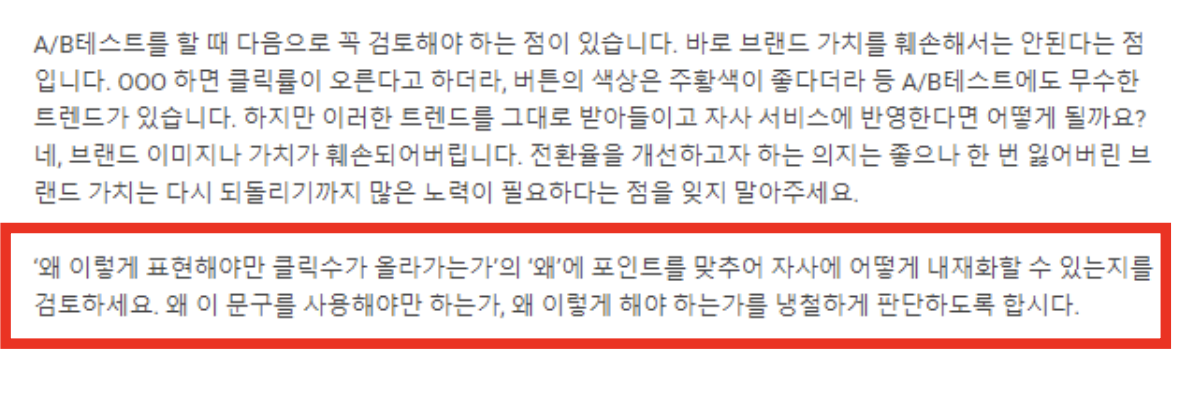 A/B테스트를 할 때 다음으로 꼭 검토해야 하는 점이 있습니다. 바로 브랜드 가치를 훼손해서는 안된다는 점
입니다. OOO 하면 클릭률이 오른다고 하더라, 버튼의 색상은 주황색이 좋다더라 등 A/B테스트에도 무수한
트렌드가 있습니다. 하지만 이러한 트렌드를 그대로 받아들이고 자사 서비스에 반영한다면 어떻게 될까요?
네, 브랜드 이미지나 가치가 훼손되어버립니다. 전환율을 개선하고자 하는 의지는 좋으나 한 번 잃어버린 브
랜드 가치는 다시 되돌리기까지 많은 노력이 필요하다는 점을 잊지 말아주세요.
‘왜 이렇게 표현해야만 클릭수가 올라가는가’의 ‘왜’에 포인트를 맞추어 자사에 어떻게 내재화할 수 있는지를
검토하세요. 왜 이 문구를 사용해야만 하는가, 왜 이렇게 해야 하는가를 냉철하게 판단하도록 합시다.